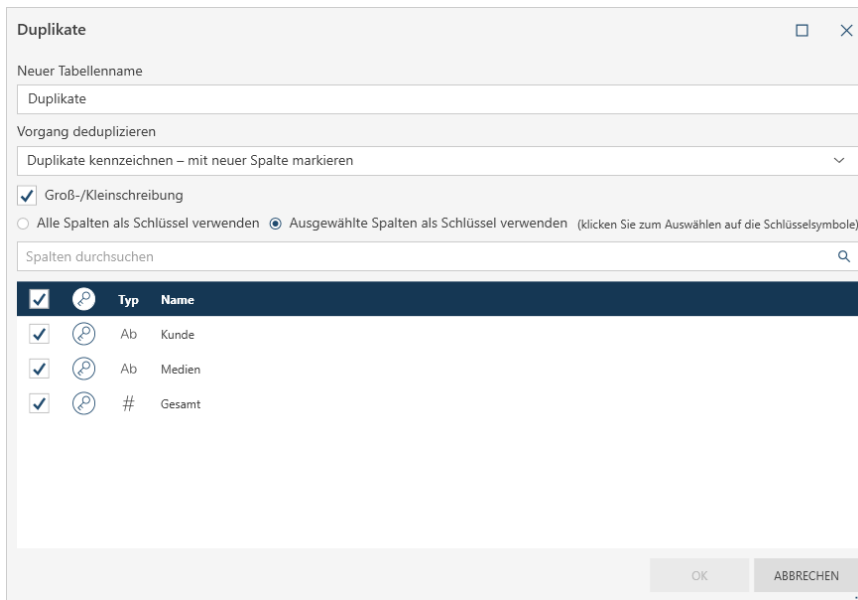 Duplikate
Neuer Tabellenname
Duplikate
Vorgang deduplizieren
Duplikate kennzeichnen – mit neuer Spalte markieren
Groß-/Kleinschreibung
Alle Spalten als Schlüssel verwenden Ausgewählte Spalten als Schlüssel verwenden (klicken Sie zum Auswählen auf die Schlüsselsymbole)
Spalten durchsuchen
Typ Name
Ab Kunde
Ab Medien
# Gesamt
OK ABBRECHEN